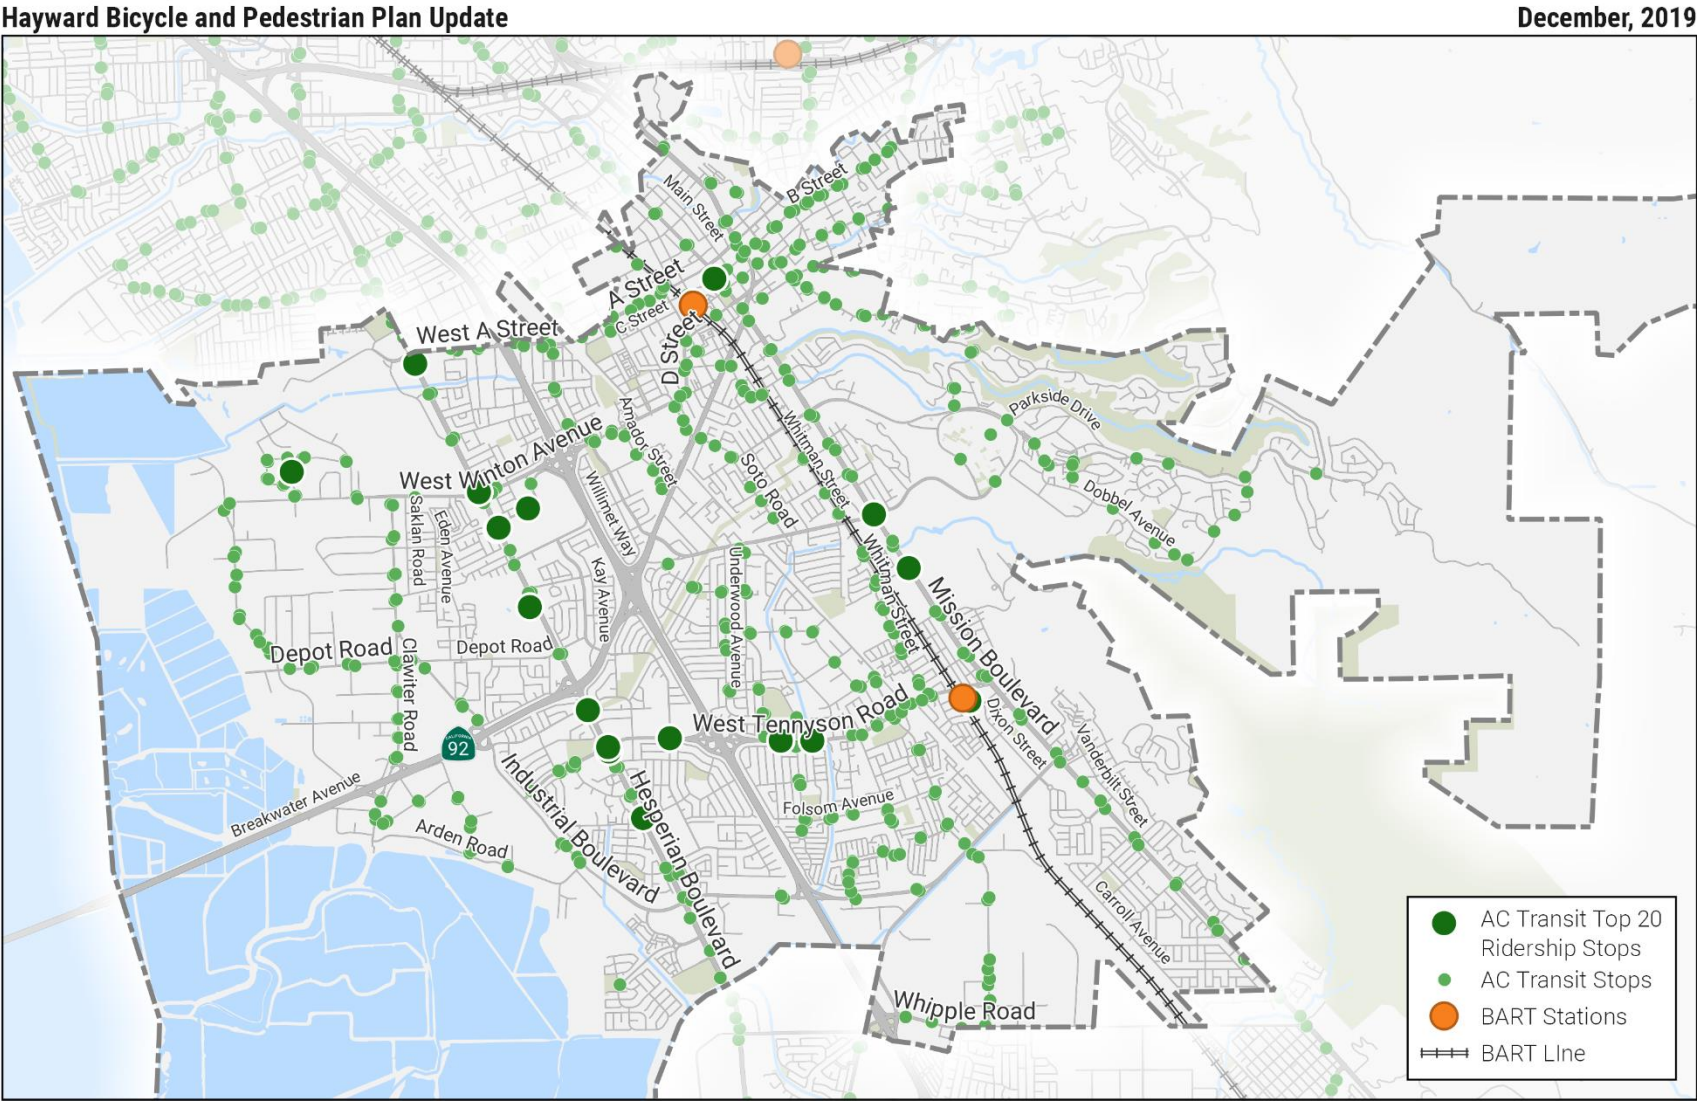 Hayward Bicycle and Pedestrian Plan Update
December, 2019
Main Street
B Street
A Street
C Street
West A Street
D Street
Parkside Drive
Amador Street
Whitman Street
West Winton Avenue
Soto Road
Willimet Way
Dobbel Avenue
Saklan Road
Eden Avenue
Whitman Street
Underwood Avenue
Kay Avenue
Mission Boulevard
Depot Road
Depot Road
Clawiter Road
West Tennyson Road
Dixon Street
Vanderbilt Street
CALIFORNIA
92
Industrial Boulevard
Hesperian Boulevard
Breakwater Avenue
Folsom Avenue
Arden Road
Carroll Avenue
Whipple Road
AC Transit Top 20
Ridership Stops
AC Transit Stops
BART Stations
BART LIne